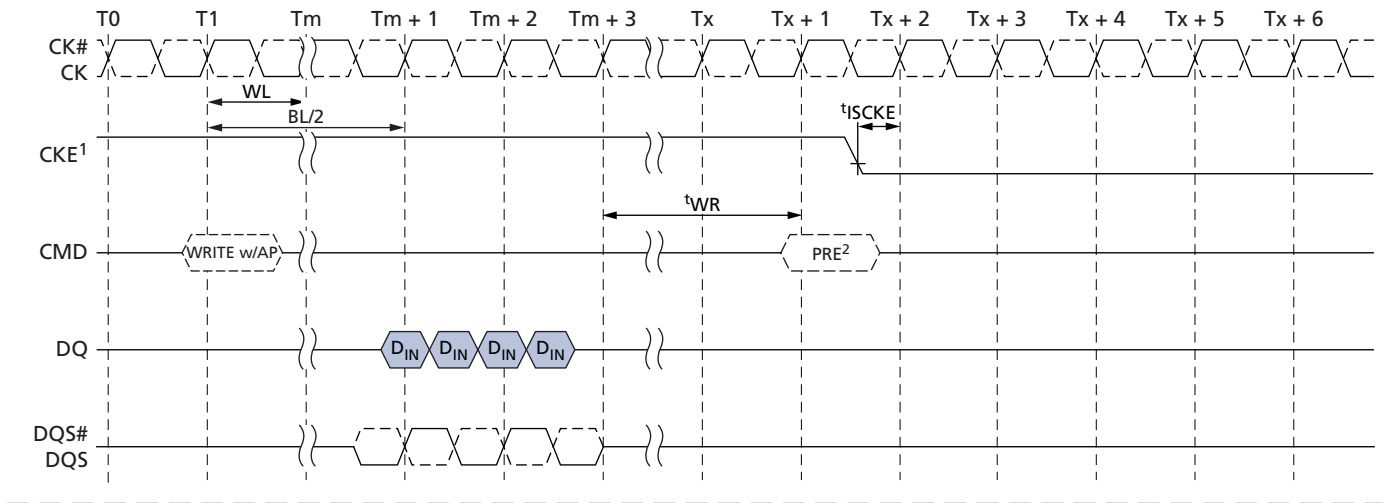 T0 T1 Tm Tm + 1 Tm + 2 Tm + 3 Tx Tx + 1 Tx + 2 Tx + 3 Tx + 4 Tx + 5 Tx + 6
CK#
CK
WL
BL/2
tISCKE
CKE1
tWR
CMD WRITE w/AP PRE2
DQ DIN DIN DIN DIN
DQS#
DQS